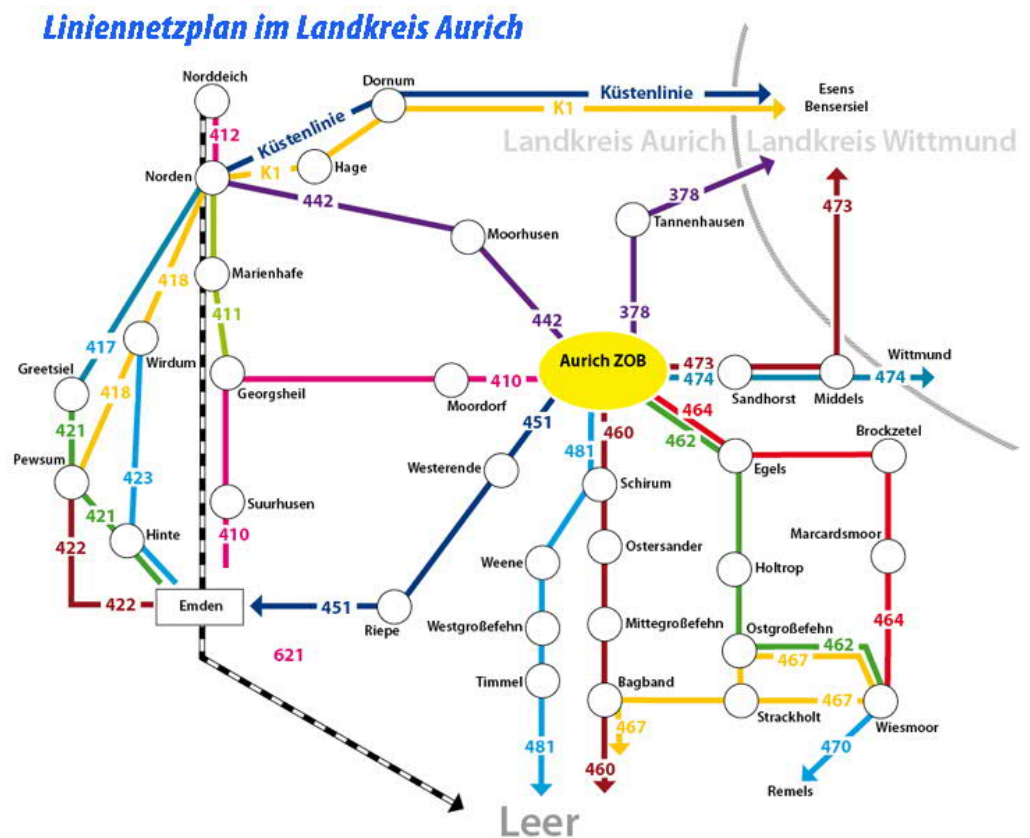 Liniennetzplan im Landkreis Aurich
Norddeich
Dornum
Küstenlinie
Esens
Bensersiel
K1
412
Küstenlinie
Landkreis Aurich
Landkreis Wittmund
K1
Hage
Norden
442
378
473
Tannenhausen
Moorhusen
Marienhafe
418
411
378
442
417
Wirdum
Aurich ZOB
473
474
Wittmund
474
Greetsiel
418
Georgsheil
410
Moordorf
Sandhorst
Middels
464
451
460
462
421
481
Brockzetel
Pewsum
Westerende
Egels
423
Schirum
421
Suurhusen
410
Hinte
422
Marcardsmoor
Ostersander
Weene
Holtrop
422
Emden
451
Riepe
Westgroßefehn
Mittegroßefehn
Ostgroßefehn
464
462
467
621
Timmel
Bagband
467
Strackholt
Wiesmoor
467
481
470
460
Remels
Leer